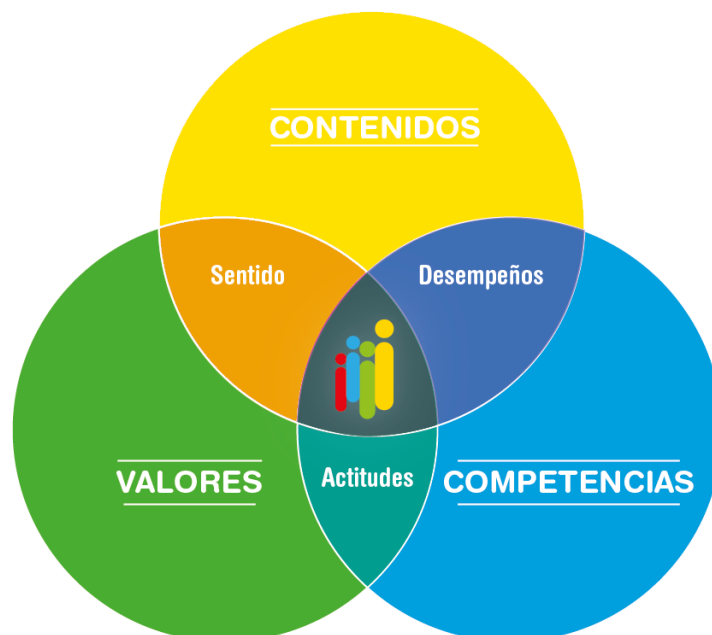 CONTENIDOS
Sentido
Desempeños
VALORES
Actitudes
COMPETENCIAS